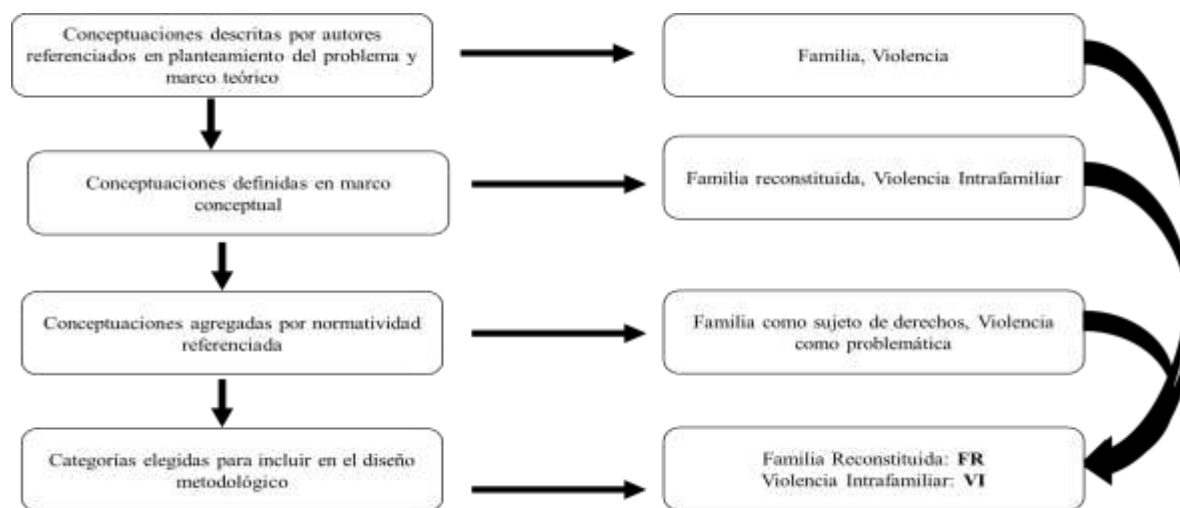 Conceptuaciones descritas por autores
referenciados en planteamiento del problema y
marco teórico
Familia, Violencia
Conceptuaciones definidas en marco
conceptual
Familia reconstituida, Violencia Intrafamiliar
Conceptuaciones agregadas por normatividad
referenciada
Familia como sujeto de derechos, Violencia
como problemática
Categorías elegidas para incluir en el diseño
metodológico
Familia Reconstituida: FR
Violencia Intrafamiliar: VI